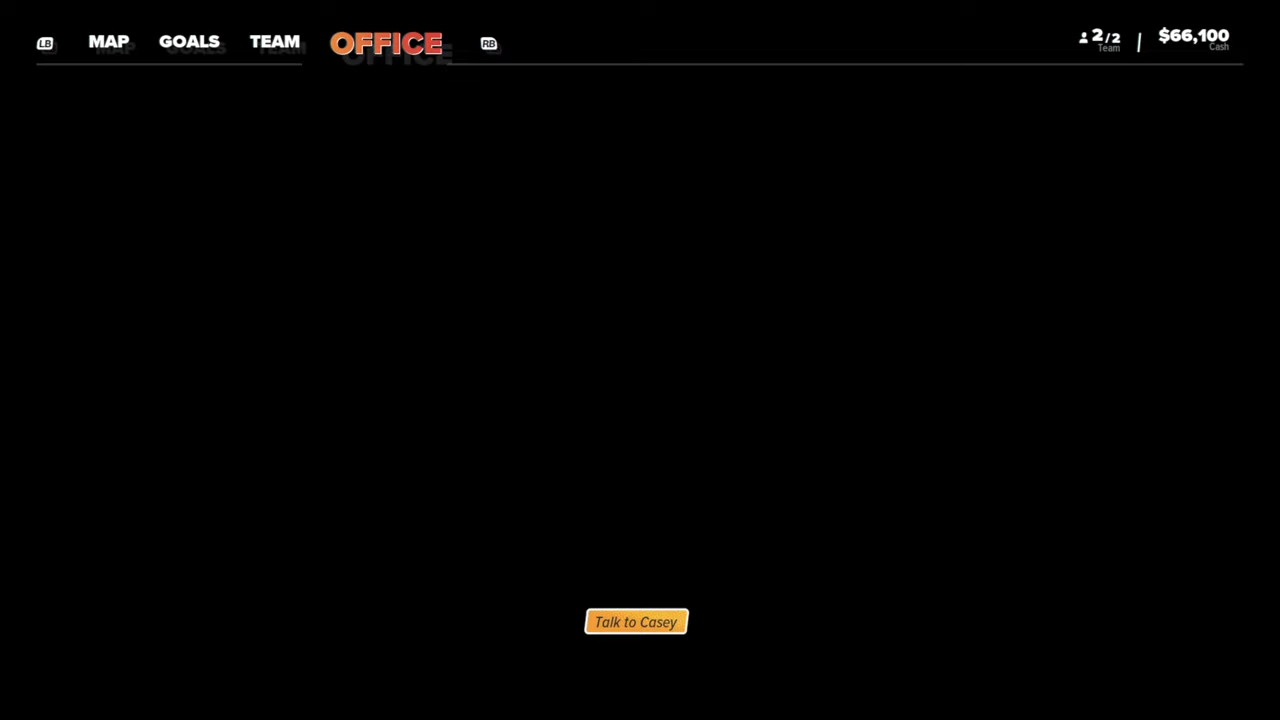 LB MAP GOALS TEAM OFFICE RB
2/2
Team
$66,100
Cash
Talk to Casey